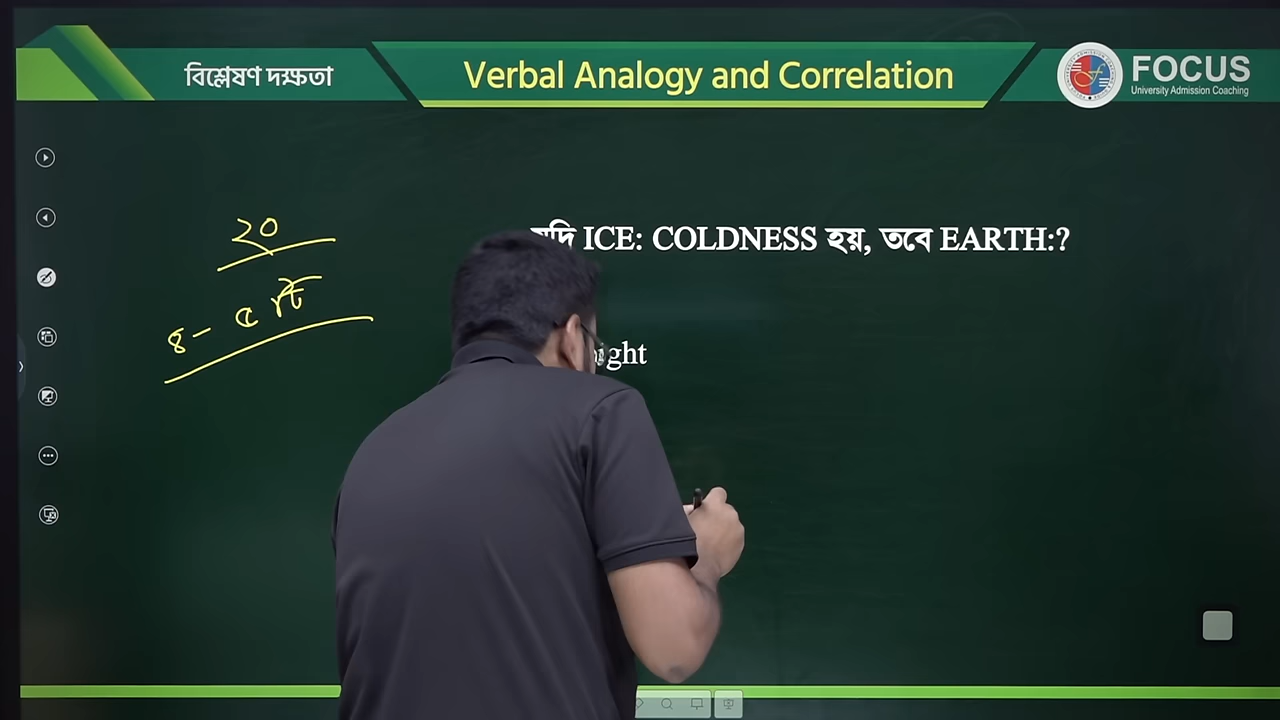 বিশ্লেষণ দক্ষতা
Verbal Analogy and Correlation
FOCUS
University Admission Coaching
২০
৪- ৫ টা
ICE: COLDNESS হয়, তবে EARTH:?